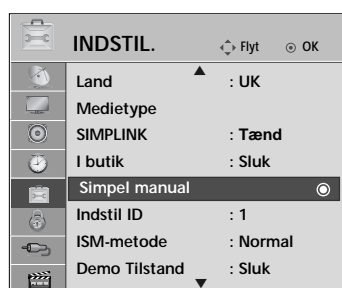 INDSTIL. Flyt OK
Land : UK
Medietype
SIMPLINK : Tænd
I butik : Sluk
Simpel manual
Indstil ID : 1
ISM-metode : Normal
Demo Tilstand : Sluk